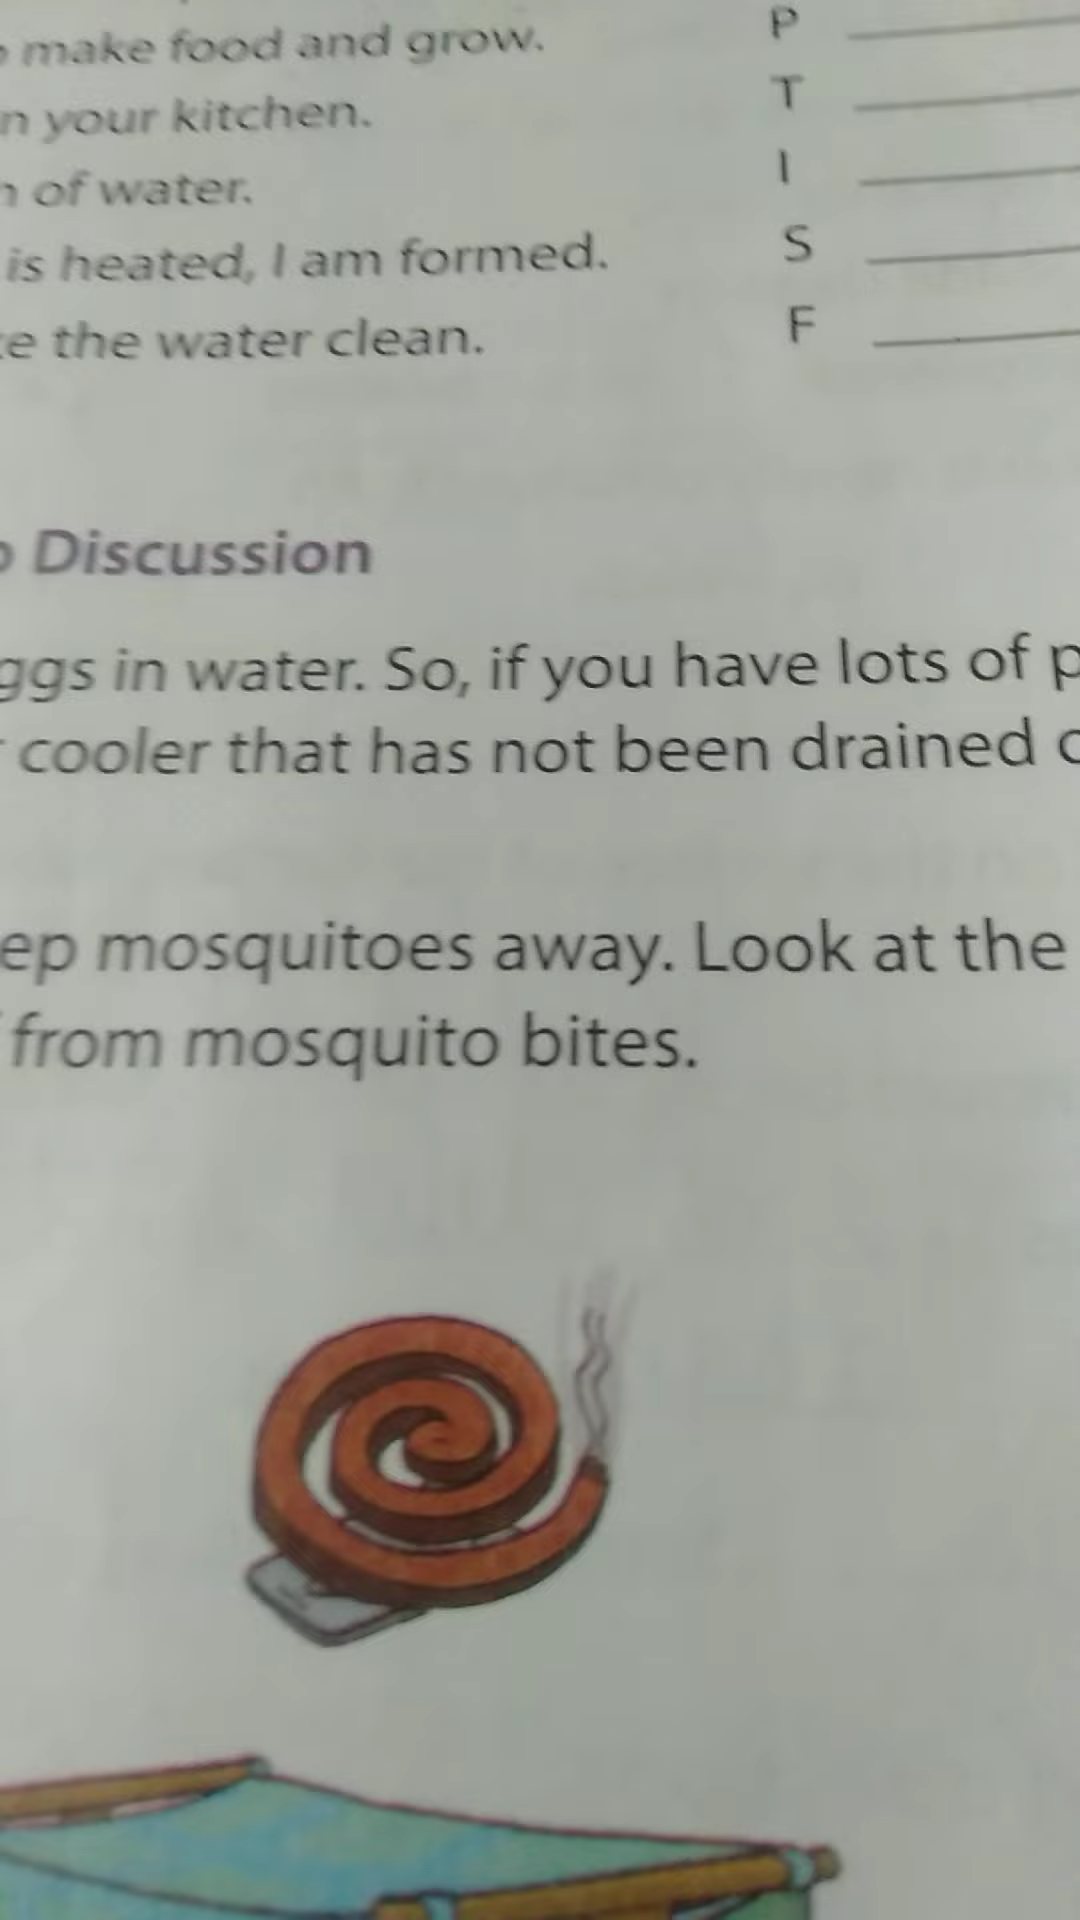 make food and grow. P
your kitchen. T
of water. I
is heated, I am formed. S
the water clean. F
Discussion
in water. So, if you have lots of
cooler that has not been drained
mosquitoes away. Look at the
from mosquito bites.